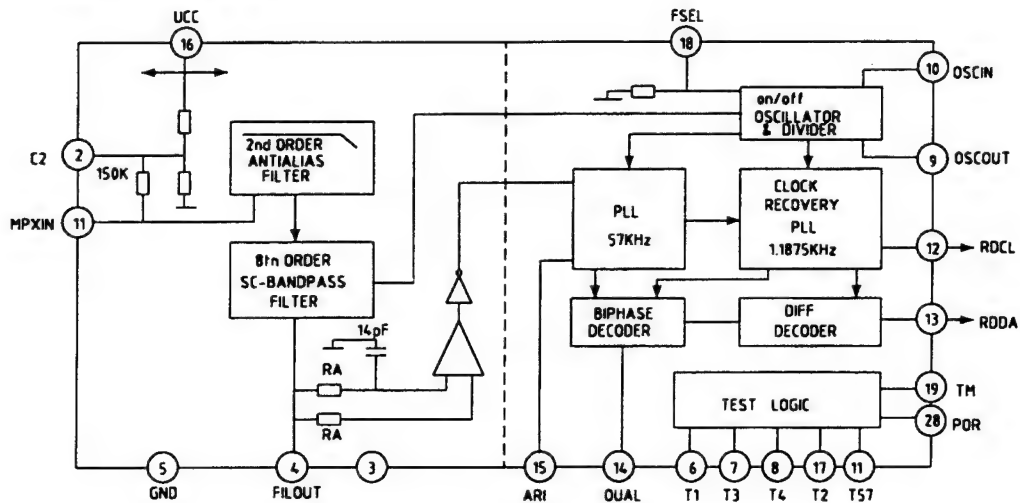 UCC
16
FSEL
18
10
OSCIN
on/off
OSCILLATOR
& DIVIDER
C2
2
150K
2nd ORDER
ANTIALIAS
FILTER
9
OSCOUT
MPXIN
11
PLL
57KHz
CLOCK
RECOVERY
PLL
1.1875KHz
12
RDCL
8tn ORDER
SC-BANDPASS
FILTER
BIPHASE
DECODER
DIFF
DECODER
13
RDDA
14pF
RA
RA
TEST LOGIC
19
TM
28
POR
5
GND
4
FILOUT
3
15
ARI
14
QUAL
6
T1
7
T3
8
T4
17
T2
11
T57